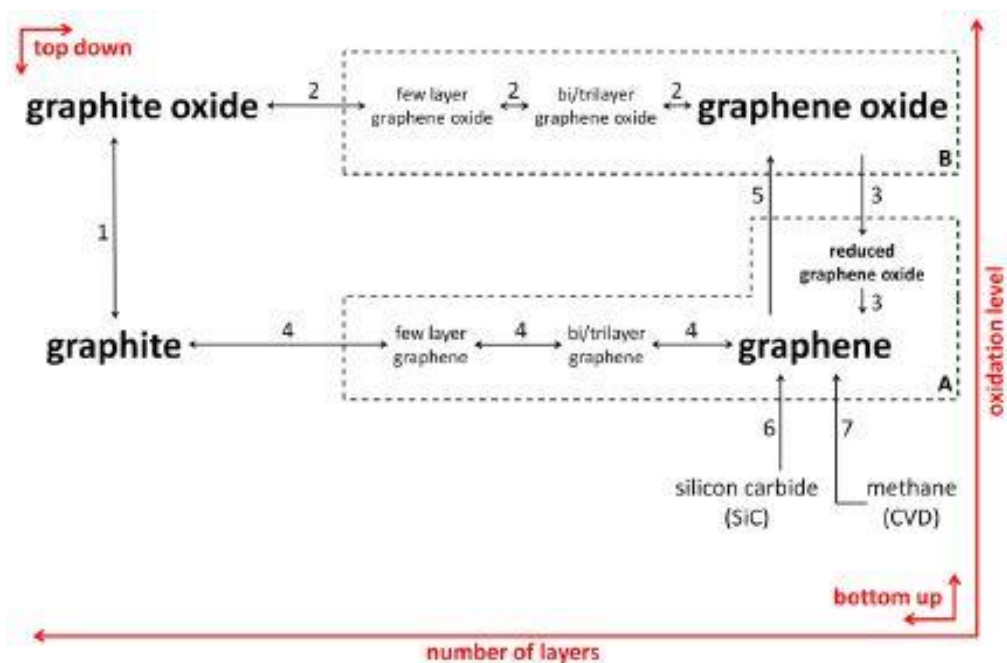 top down
graphite oxide
2
few layer
graphene oxide
2
bi/trilayer
graphene oxide
2
graphene oxide
B
1
5
3
reduced
graphene oxide
3
graphite
4
few layer
graphene
4
bi/trilayer
graphene
4
graphene
A
6
7
silicon carbide
(SiC)
methane
(CVD)
oxidation level
bottom up
number of layers